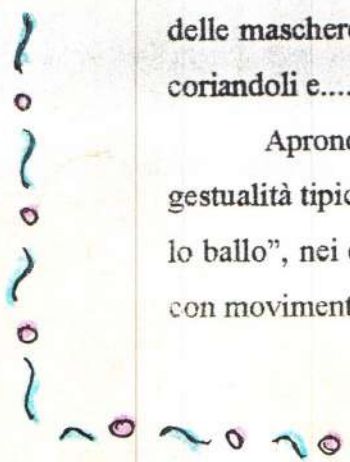 delle maschere
coriandoli e....
Aprono
gestualità tipic
lo ballo”, nei
con moviment